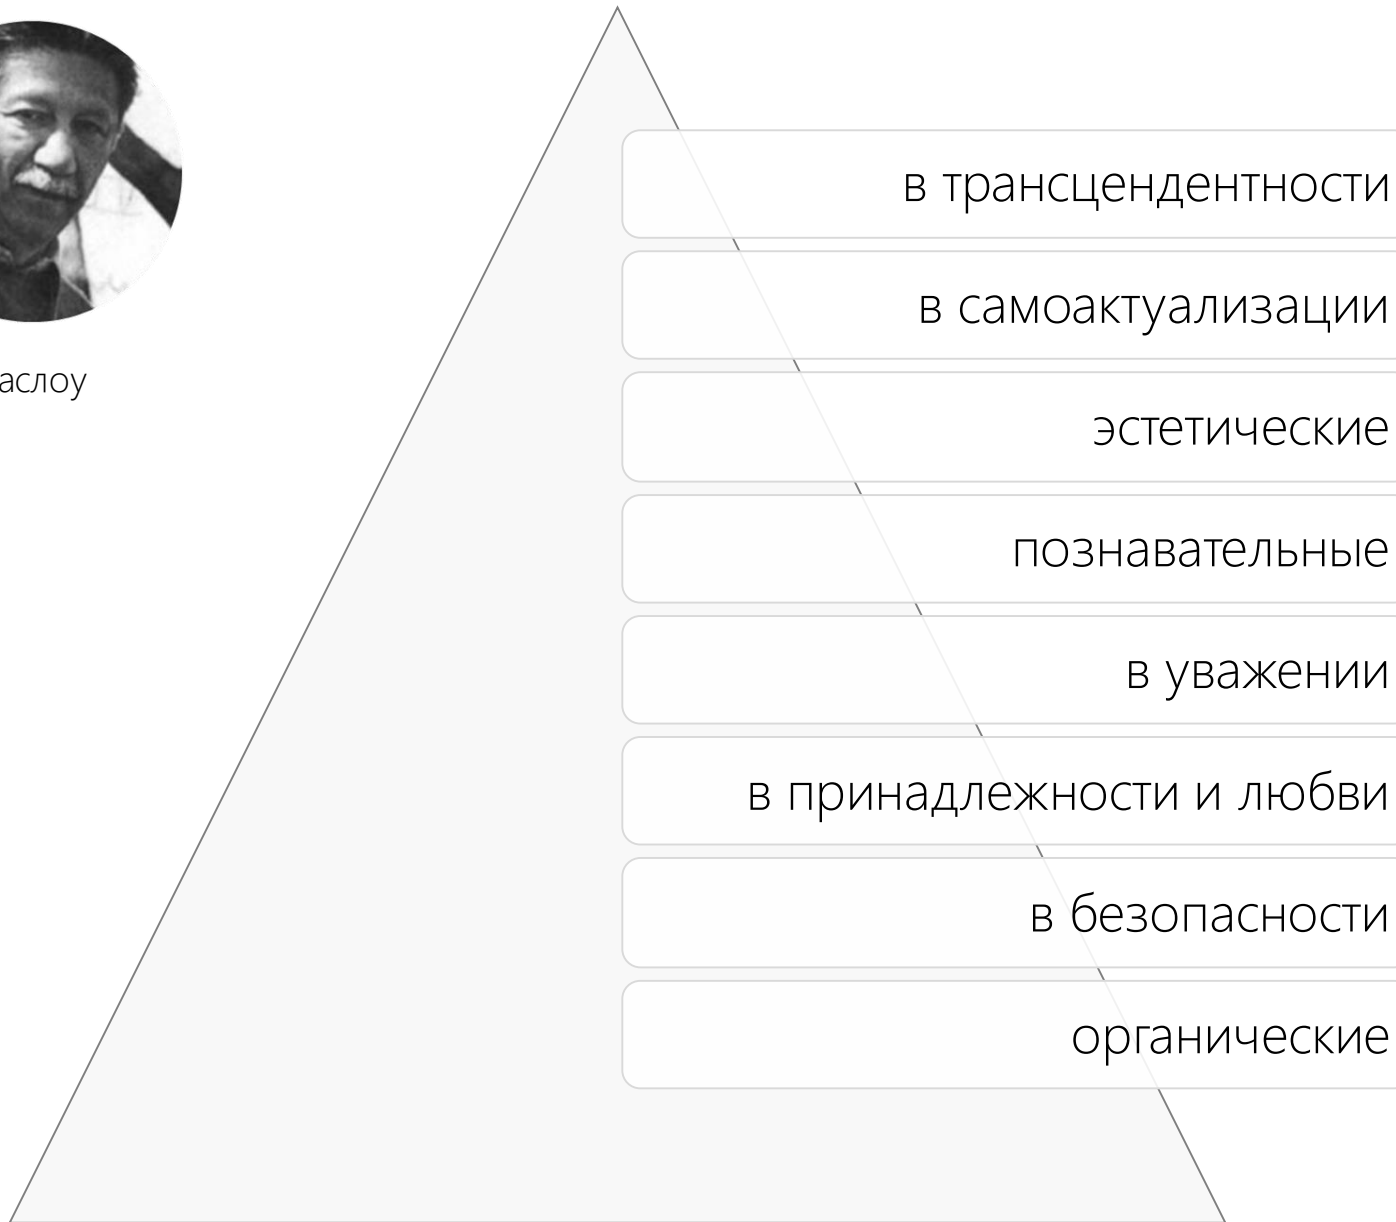 в трансцендентности
в самоактуализации
аслоу
эстетические
познавательные
в уважении
в принадлежности и любви
в безопасности
органические